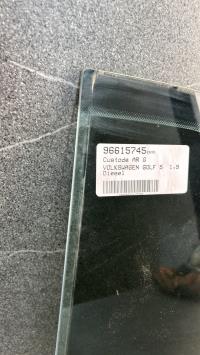 96615745
Custode AR G
VOLKSWAGEN GOLF 5 1.9
Diesel